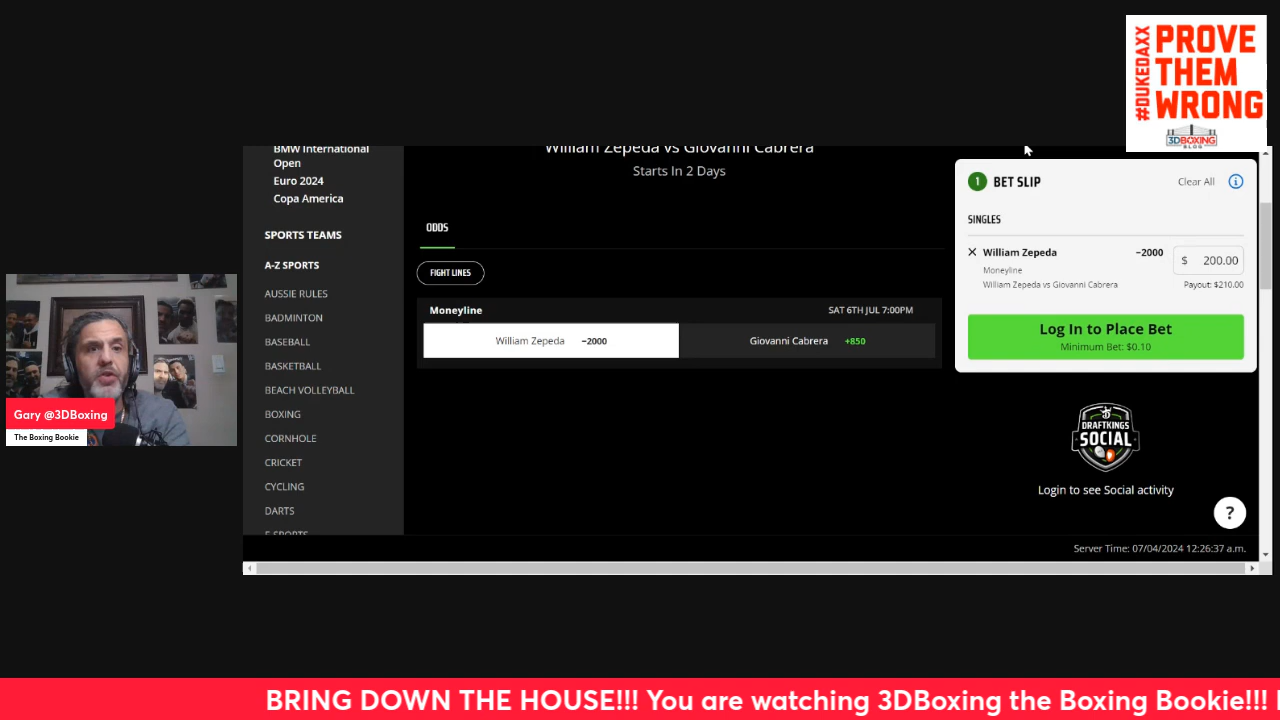 #DUKEDAXX
PROVE
THEM
WRONG
3DBOXING
BLOG
BMW International
Open
Euro 2024
Copa America
SPORTS TEAMS
A-Z SPORTS
AUSSIE RULES
BADMINTON
BASEBALL
BASKETBALL
BEACH VOLLEYBALL
BOXING
CORNHOLE
CRICKET
CYCLING
DARTS
E-SPORTS
William Zepeda vs Giovanni Cabrera
Starts In 2 Days
ODDS
FIGHT LINES
Moneyline SAT 6TH JUL 7:00PM
William Zepeda −2000 Giovanni Cabrera +850
1 BET SLIP Clear All i
SINGLES
William Zepeda −2000 $ 200.00
Moneyline
William Zepeda vs Giovanni Cabrera Payout: $210.00
Log In to Place Bet
Minimum Bet: $0.10
DRAFTKINGS
SOCIAL
Login to see Social activity
?
Server Time: 07/04/2024 12:26:37 a.m.
Gary @3DBoxing
The Boxing Bookie
BRING DOWN THE HOUSE!!! You are watching 3DBoxing the Boxing Bookie!!!